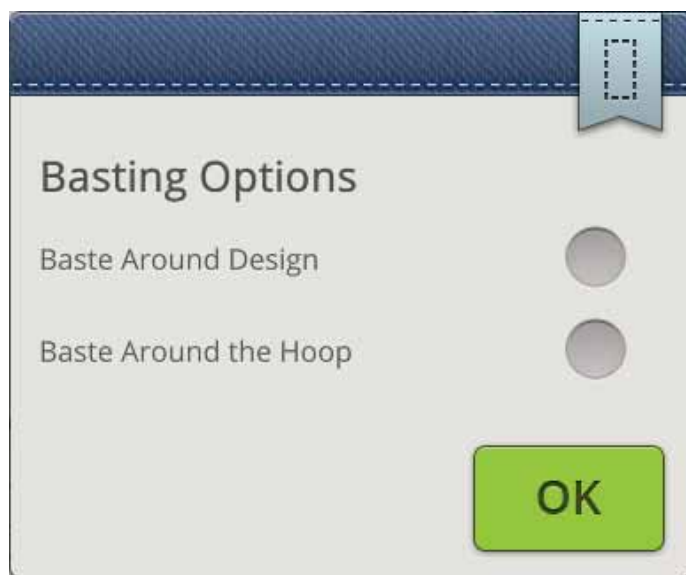 Basting Options
Baste Around Design
Baste Around the Hoop
OK